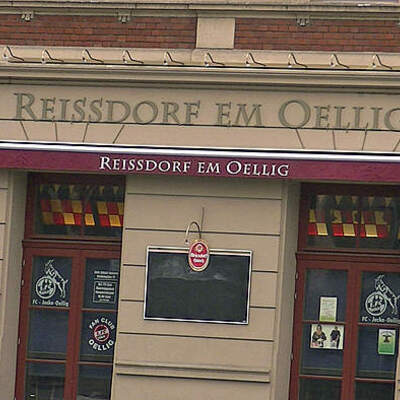 REISSDORF EM OELLIG
REISSDORF EM OELLIG
FC-Jecke-Oellig
FAN CLUB
OELLIG
FC-Jecke-Oellig